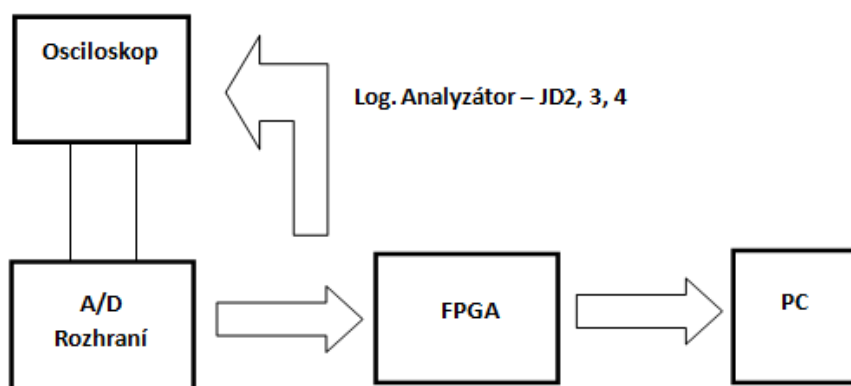 Osciloskop
Log. Analyzátor – JD2, 3, 4
A/D
Rozhraní
FPGA
PC